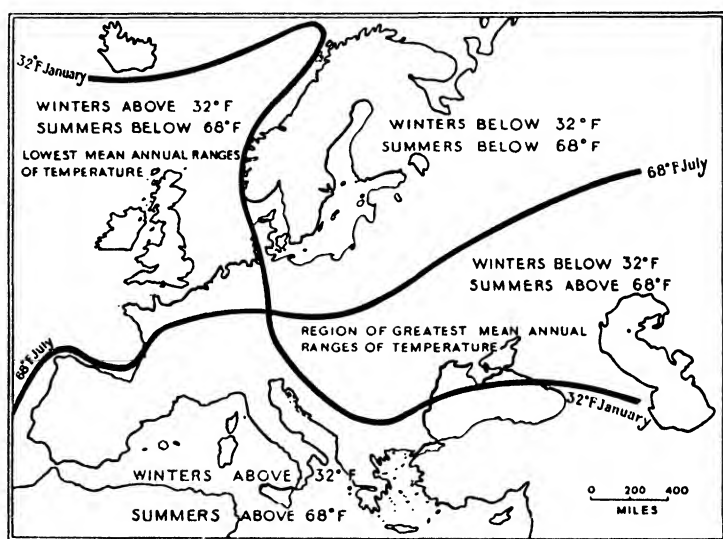 32°F January
WINTERS ABOVE 32°F
SUMMERS BELOW 68°F
LOWEST MEAN ANNUAL RANGES
OF TEMPERATURE
WINTERS BELOW 32°F
SUMMERS BELOW 68°F
68°F July
WINTERS BELOW 32°F
SUMMERS ABOVE 68°F
REGION OF GREATEST MEAN ANNUAL
RANGES OF TEMPERATURE
68°F July
32°F January
WINTERS ABOVE 32°F
SUMMERS ABOVE 68°F
0 200 400
MILES